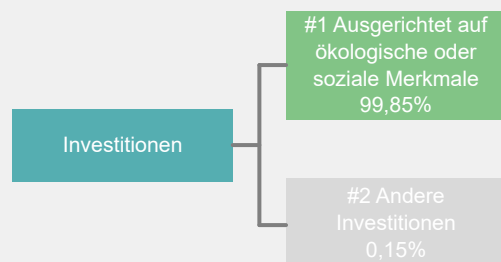 #1 Ausgerichtet auf
ökologische oder
soziale Merkmale
99,85%
Investitionen
#2 Andere
Investitionen
0,15%